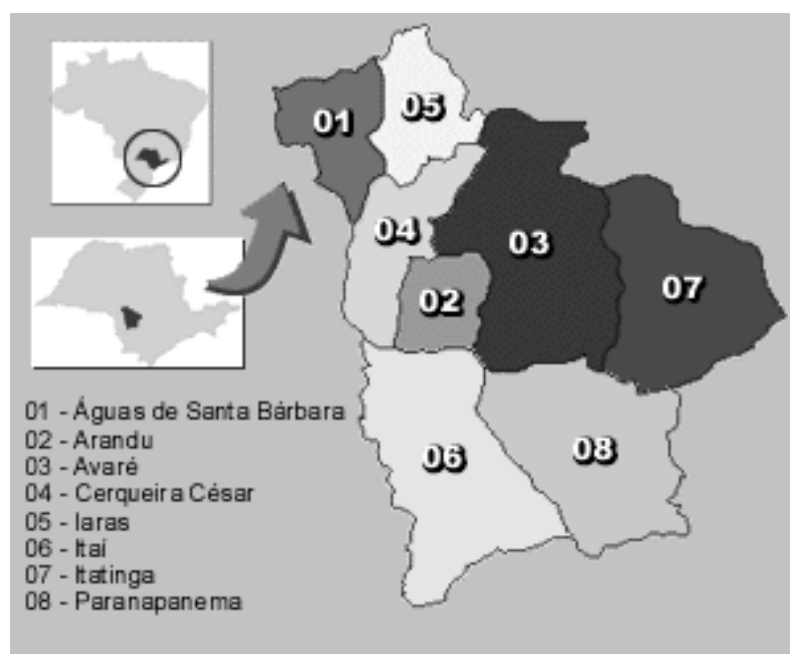 01
05
04
03
02
07
06
08
01 - Águas de Santa Bárbara
02 - Arandu
03 - Avaré
04 - Cerqueira César
05 - Iaras
06 - Itaí
07 - Itatinga
08 - Paranapanema